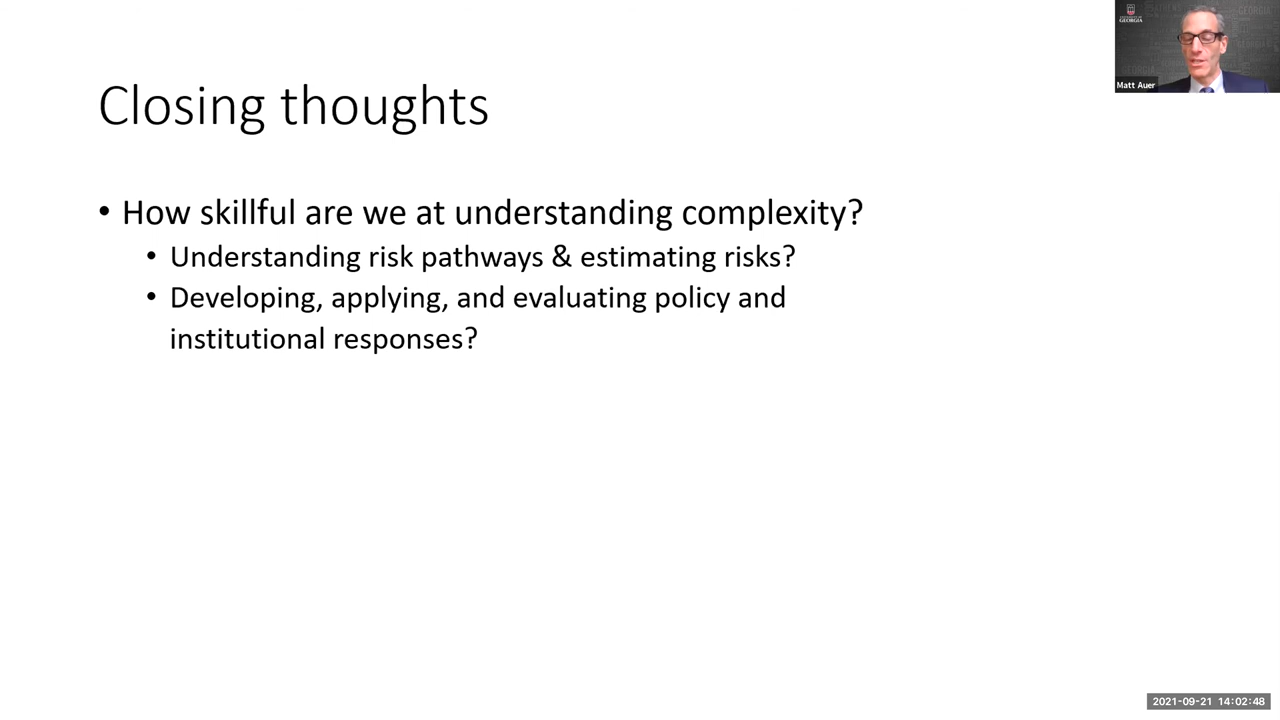 Closing thoughts
• How skillful are we at understanding complexity?
• Understanding risk pathways & estimating risks?
• Developing, applying, and evaluating policy and
institutional responses?
GEORGIA
Matt Auer
2021-09-21 14:02:48